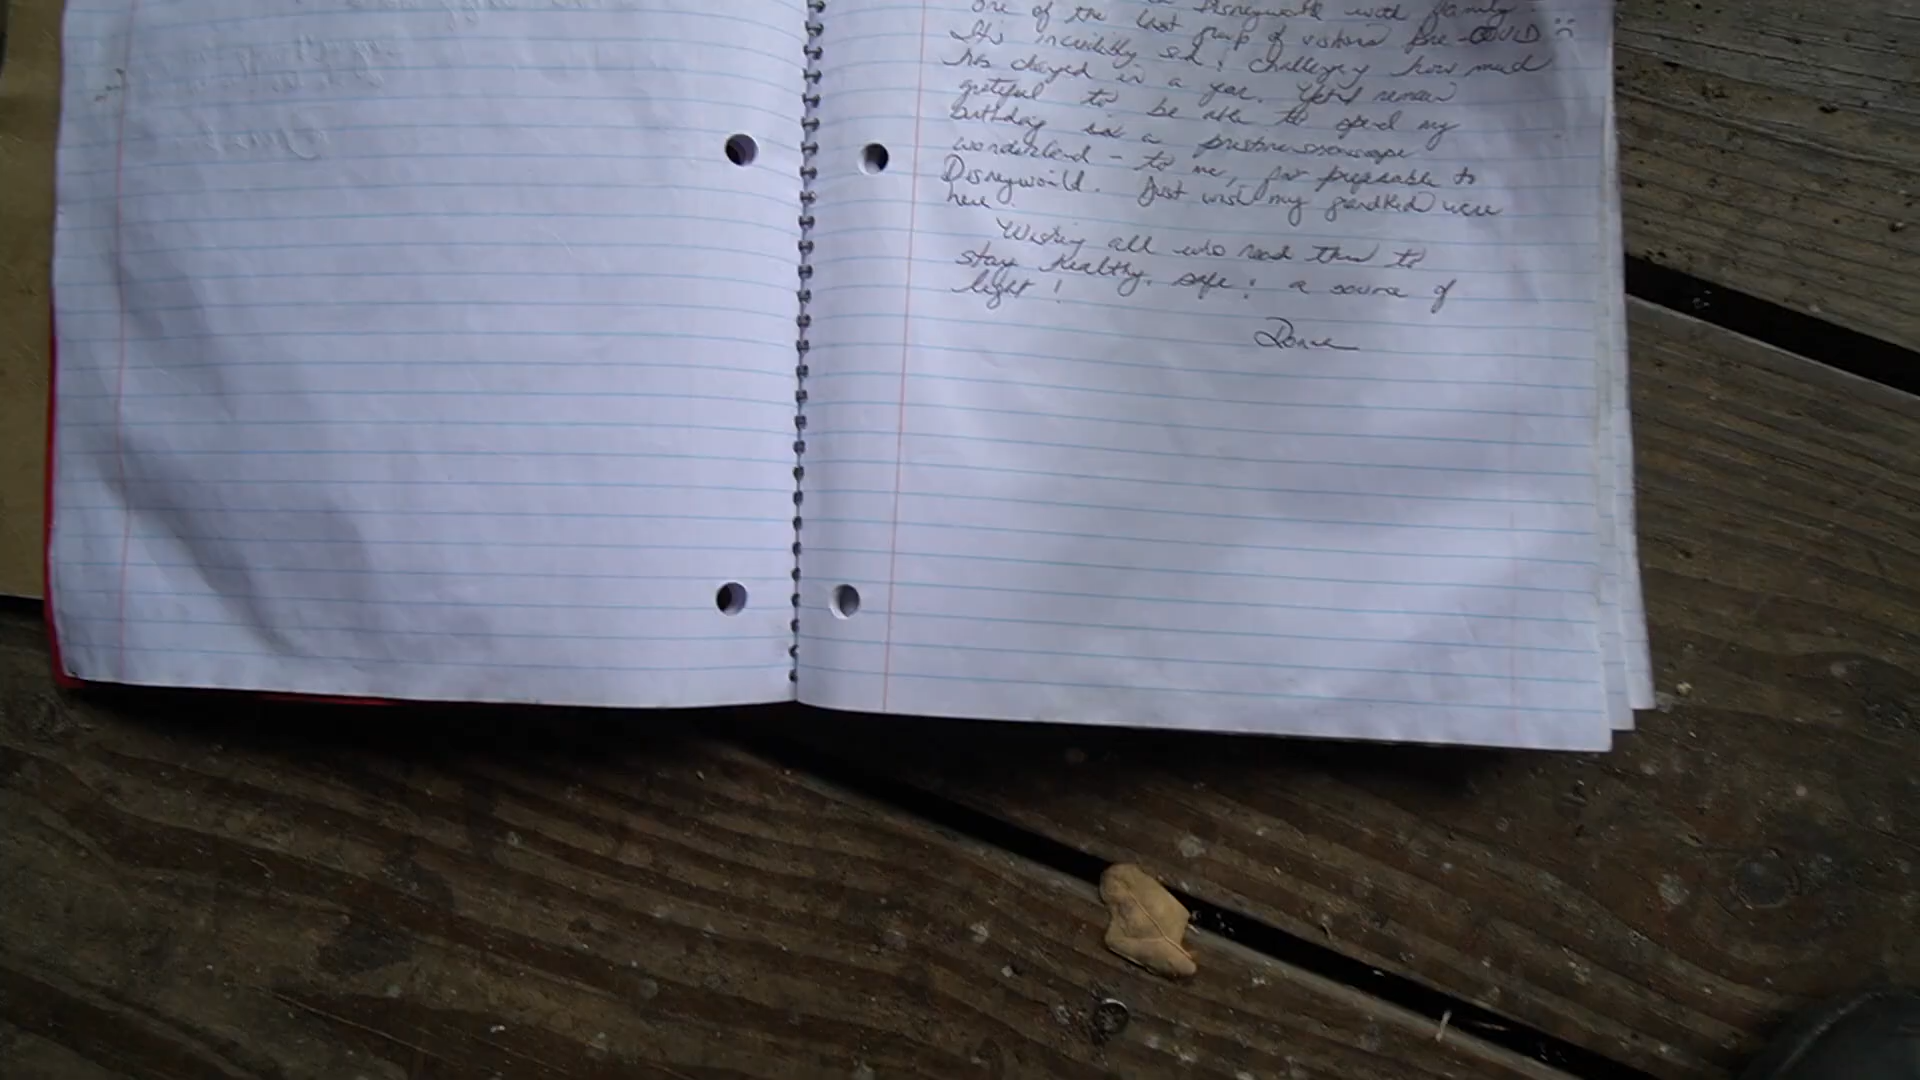 Disneyworld with family
one of the last group of visitors pre-COVID :(
It's incredibly sad & challenging how much
has changed in a year. Yet I remain
grateful to be able to spend my
birthday in a pristine
wonderland - to me, far preferable to
Disneyworld. Just wish my grandkid were
here.
Wishing all who read this to
stay healthy, safe & a source of
light!